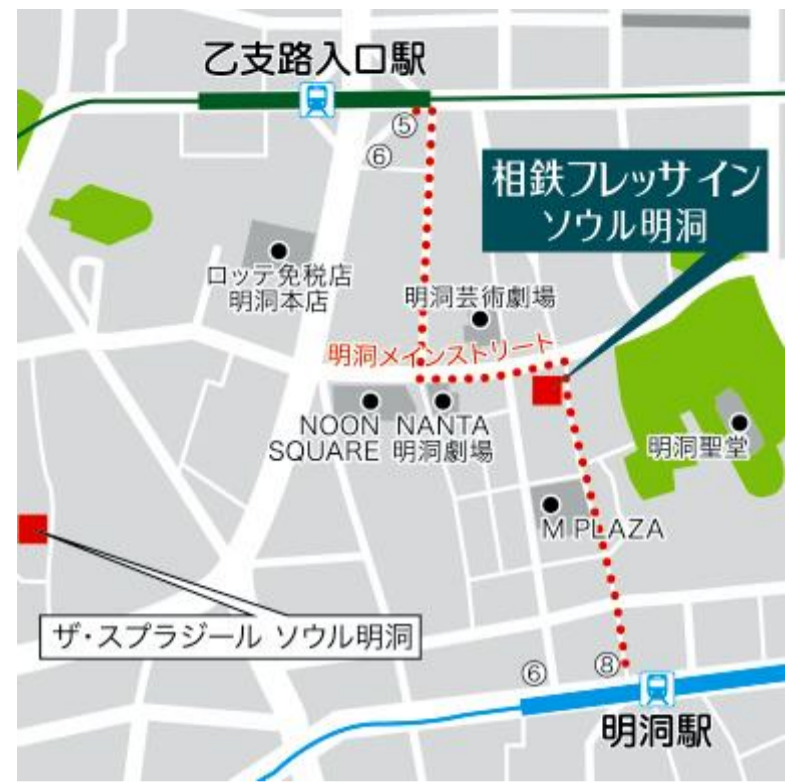 乙支路入口駅
⑤
⑥
相鉄フレッサイン
ソウル明洞
ロッテ免税店
明洞本店
明洞芸術劇場
明洞メインストリート
NOON
SQUARE
NANTA
明洞劇場
明洞聖堂
M PLAZA
ザ・スプラジール ソウル明洞
⑥
⑧
明洞駅